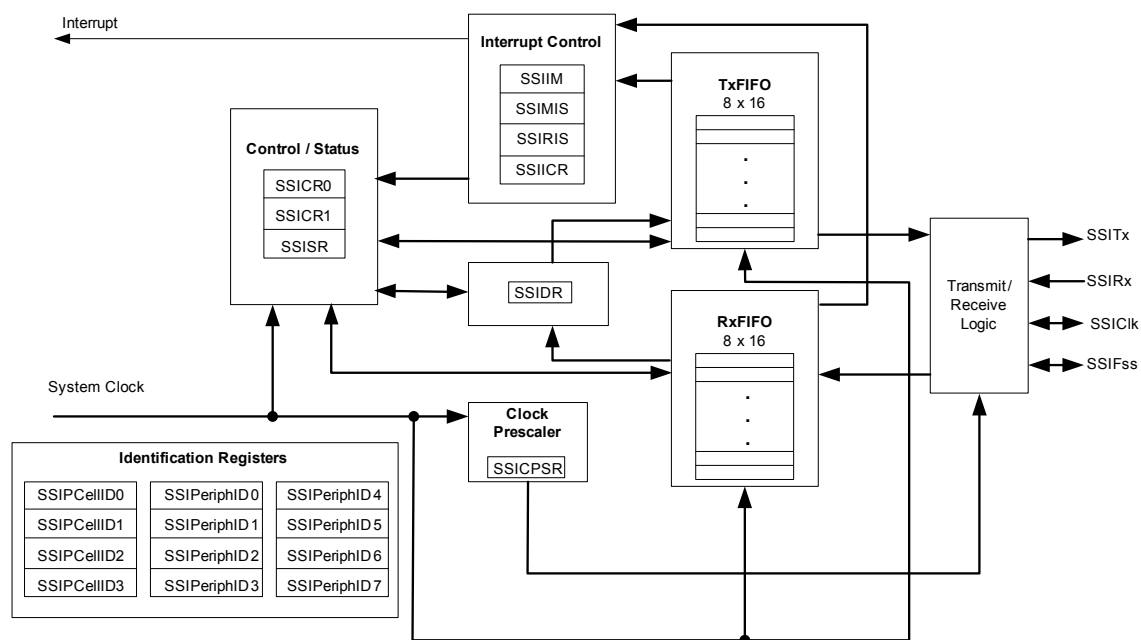 Interrupt
Interrupt Control
SSIIM
SSIMIS
SSIRIS
SSIICR
TxFIFO
8 x 16
.
.
.
Control / Status
SSICR0
SSICR1
SSISR
SSIDR
RxFIFO
8 x 16
.
.
.
Transmit/
Receive
Logic
SSITx
SSIRx
SSIClk
SSIFss
System Clock
Clock
Prescaler
SSICPSR
Identification Registers
SSIPCellID0
SSIPeriphID0
SSIPeriphID4
SSIPCellID1
SSIPeriphID1
SSIPeriphID5
SSIPCellID2
SSIPeriphID2
SSIPeriphID6
SSIPCellID3
SSIPeriphID3
SSIPeriphID7